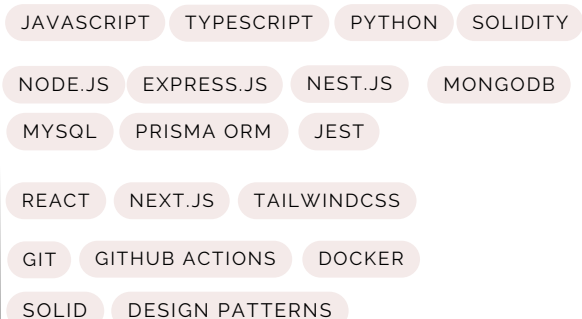 JAVASCRIPT TYPESCRIPT PYTHON SOLIDITY
NODE.JS EXPRESS.JS NEST.JS MONGODB
MYSQL PRISMA ORM JEST
REACT NEXT.JS TAILWINDCSS
GIT GITHUB ACTIONS DOCKER
SOLID DESIGN PATTERNS